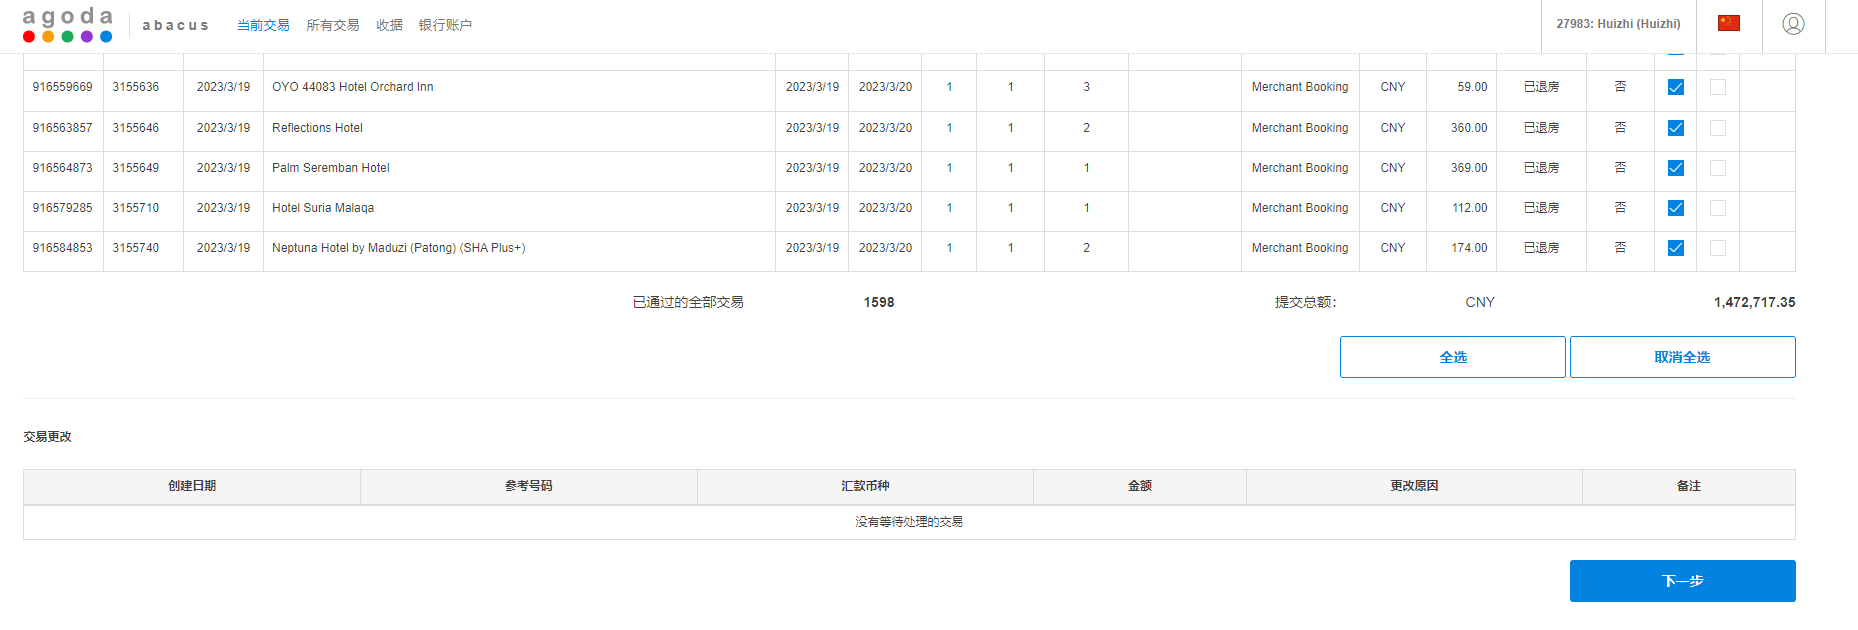 agoda abacus 当前交易 所有交易 收据 银行账户 27983: Huizhi (Huizhi)
916559669 3155636 2023/3/19 OYO 44083 Hotel Orchard Inn 2023/3/19 2023/3/20 1 1 3 Merchant Booking CNY 59.00 已退房 否
916563857 3155646 2023/3/19 Reflections Hotel 2023/3/19 2023/3/20 1 1 2 Merchant Booking CNY 360.00 已退房 否
916564873 3155649 2023/3/19 Palm Seremban Hotel 2023/3/19 2023/3/20 1 1 1 Merchant Booking CNY 369.00 已退房 否
916579285 3155710 2023/3/19 Hotel Suria Malaqa 2023/3/19 2023/3/20 1 1 1 Merchant Booking CNY 112.00 已退房 否
916584853 3155740 2023/3/19 Neptuna Hotel by Maduzi (Patong) (SHA Plus+) 2023/3/19 2023/3/20 1 1 2 Merchant Booking CNY 174.00 已退房 否
已通过的全部交易 1598 提交总额: CNY 1,472,717.35
全选 取消全选
交易更改
创建日期 参考号码 汇款币种 金额 更改原因 备注
没有等待处理的交易
下一步